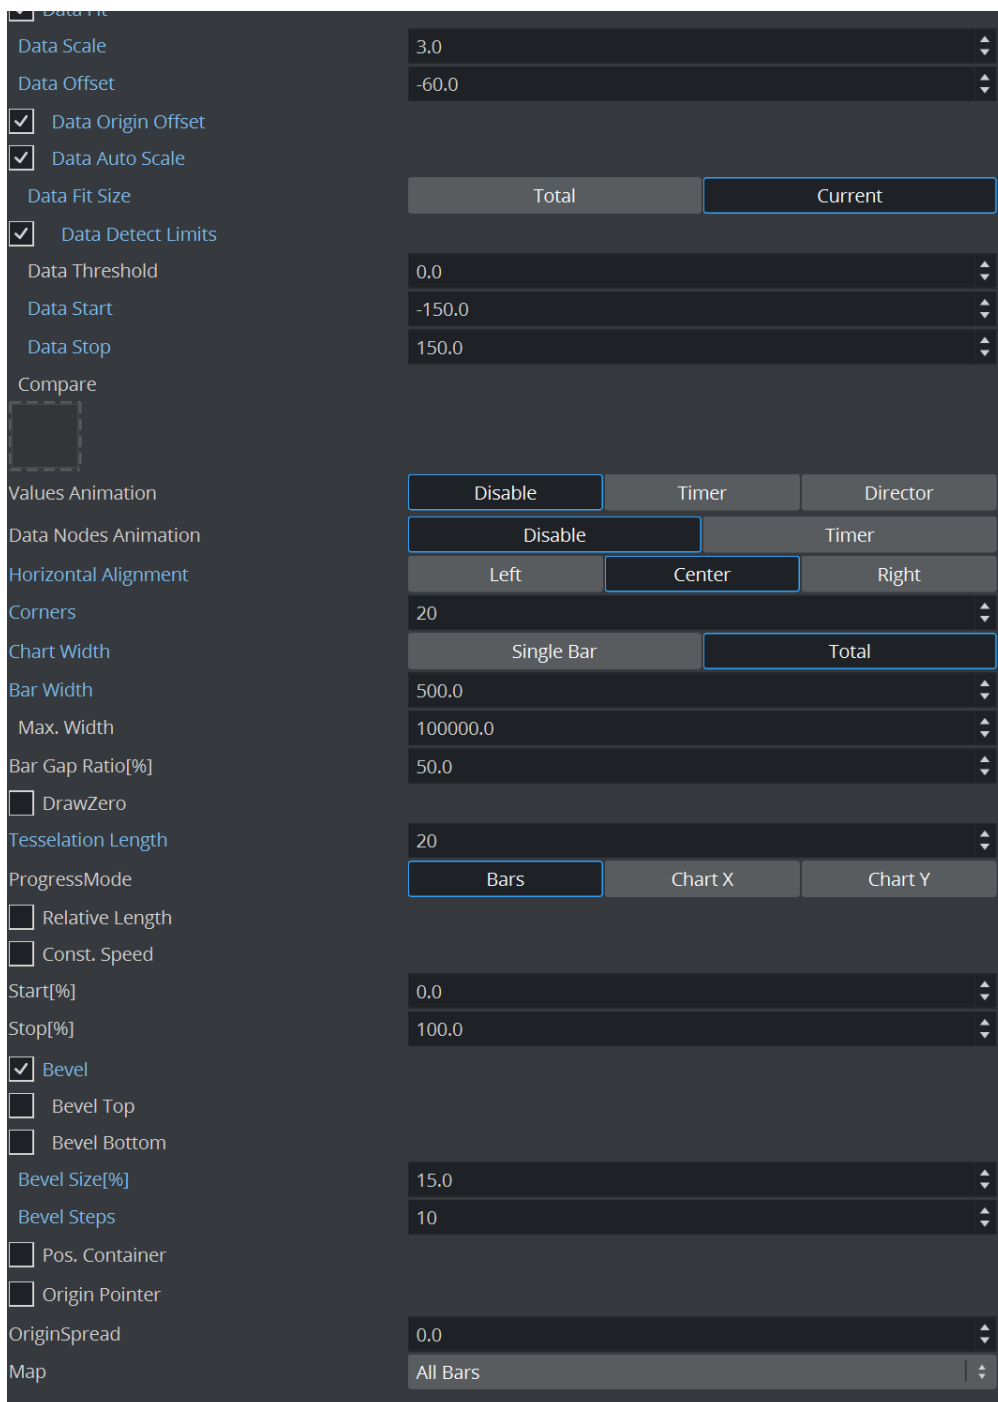 Data Fit
Data Scale 3.0
Data Offset -60.0
Data Origin Offset
Data Auto Scale
Data Fit Size Total Current
Data Detect Limits
Data Threshold 0.0
Data Start -150.0
Data Stop 150.0
Compare
Values Animation Disable Timer Director
Data Nodes Animation Disable Timer
Horizontal Alignment Left Center Right
Corners 20
Chart Width Single Bar Total
Bar Width 500.0
Max. Width 100000.0
Bar Gap Ratio[%] 50.0
DrawZero
Tesselation Length 20
ProgressMode Bars Chart X Chart Y
Relative Length
Const. Speed
Start[%] 0.0
Stop[%] 100.0
Bevel
Bevel Top
Bevel Bottom
Bevel Size[%] 15.0
Bevel Steps 10
Pos. Container
Origin Pointer
OriginSpread 0.0
Map All Bars